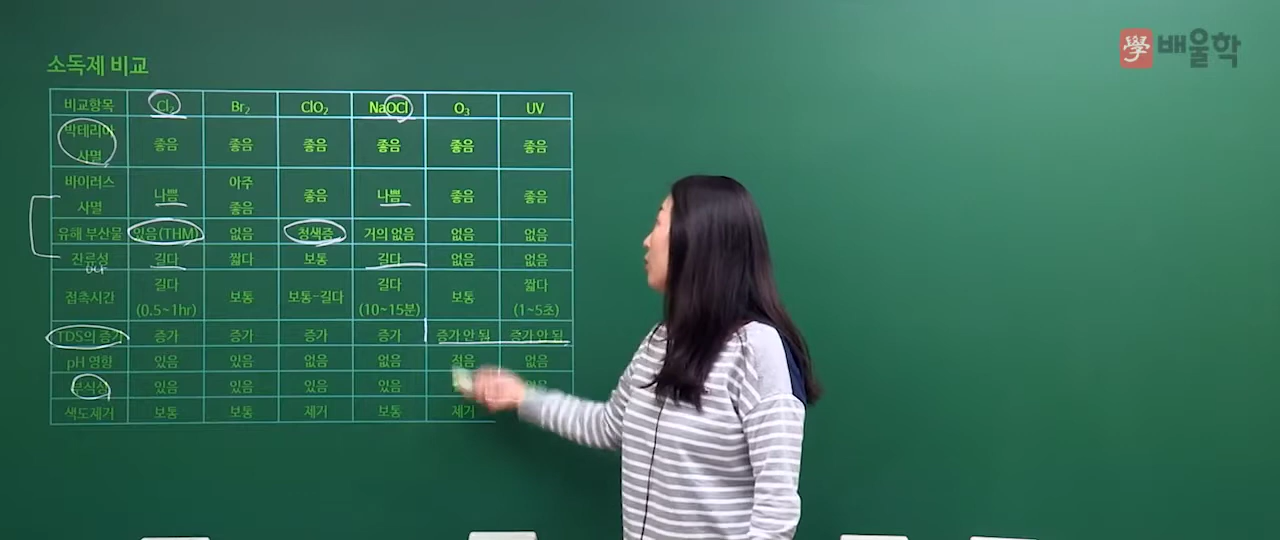 學 배울학
소독제 비교
비교항목 Cl₂ Br₂ ClO₂ NaOCl O₃ UV
박테리아 사멸 좋음 좋음 좋음 좋음 좋음 좋음
바이러스 사멸 나쁨 아주 좋음 좋음 나쁨 좋음 좋음
유해 부산물 있음(THM) 없음 청색증 거의 없음 없음 없음
잔류성 길다 짧다 보통 길다 없음 없음
접촉시간 길다 (0.5~1hr) 보통 보통~길다 길다 (10~15분) 보통 짧다 (1~5초)
TDS의 증가 증가 증가 증가 증가 증가 안 됨 증가 안 됨
pH 영향 있음 있음 없음 없음 적음 없음
부식성 있음 있음 있음 있음 없음
색도제거 보통 보통 제거 보통 제거